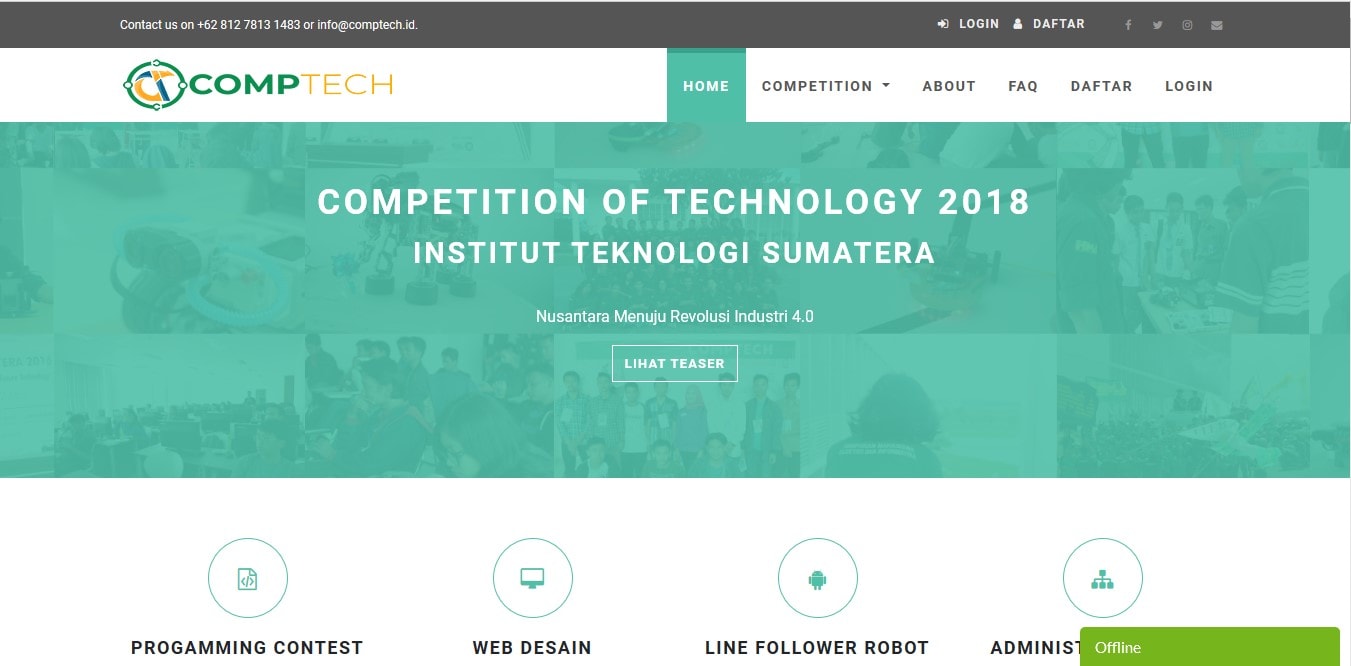 Contact us on +62 812 7813 1483 or info@comptech.id.
LOGIN DAFTAR
COMPTECH
HOME COMPETITION ABOUT FAQ DAFTAR LOGIN
COMPETITION OF TECHNOLOGY 2018
INSTITUT TEKNOLOGI SUMATERA
Nusantara Menuju Revolusi Industri 4.0
LIHAT TEASER
PROGAMMING CONTEST WEB DESAIN LINE FOLLOWER ROBOT
Offline